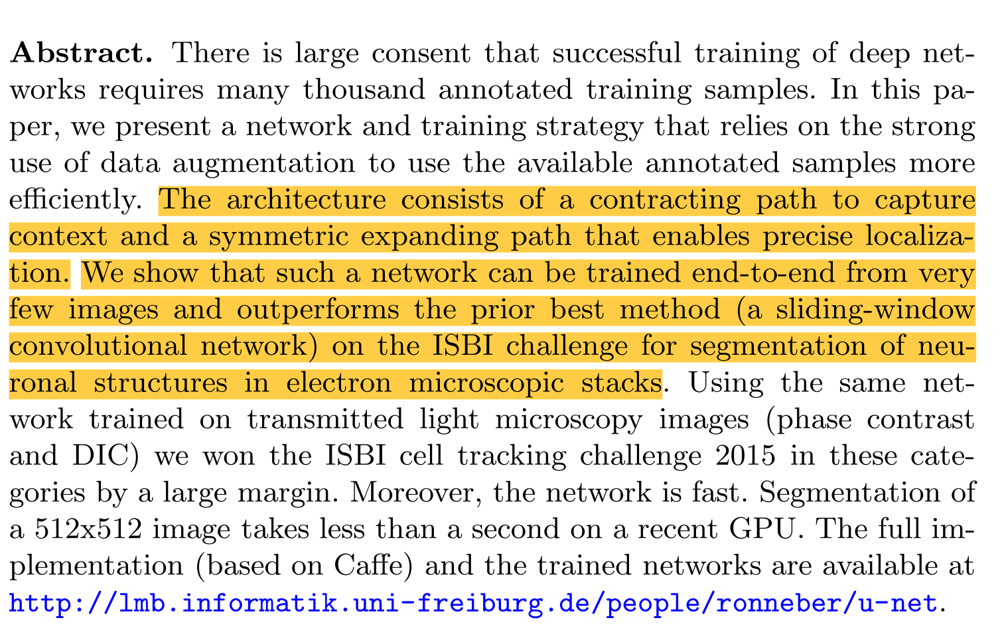 Abstract. There is large consent that successful training of deep net-
works requires many thousand annotated training samples. In this pa-
per, we present a network and training strategy that relies on the strong
use of data augmentation to use the available annotated samples more
efficiently. The architecture consists of a contracting path to capture
context and a symmetric expanding path that enables precise localiza-
tion. We show that such a network can be trained end-to-end from very
few images and outperforms the prior best method (a sliding-window
convolutional network) on the ISBI challenge for segmentation of neu-
ronal structures in electron microscopic stacks. Using the same net-
work trained on transmitted light microscopy images (phase contrast
and DIC) we won the ISBI cell tracking challenge 2015 in these cate-
gories by a large margin. Moreover, the network is fast. Segmentation of
a 512x512 image takes less than a second on a recent GPU. The full im-
plementation (based on Caffe) and the trained networks are available at
http://lmb.informatik.uni-freiburg.de/people/ronneber/u-net.